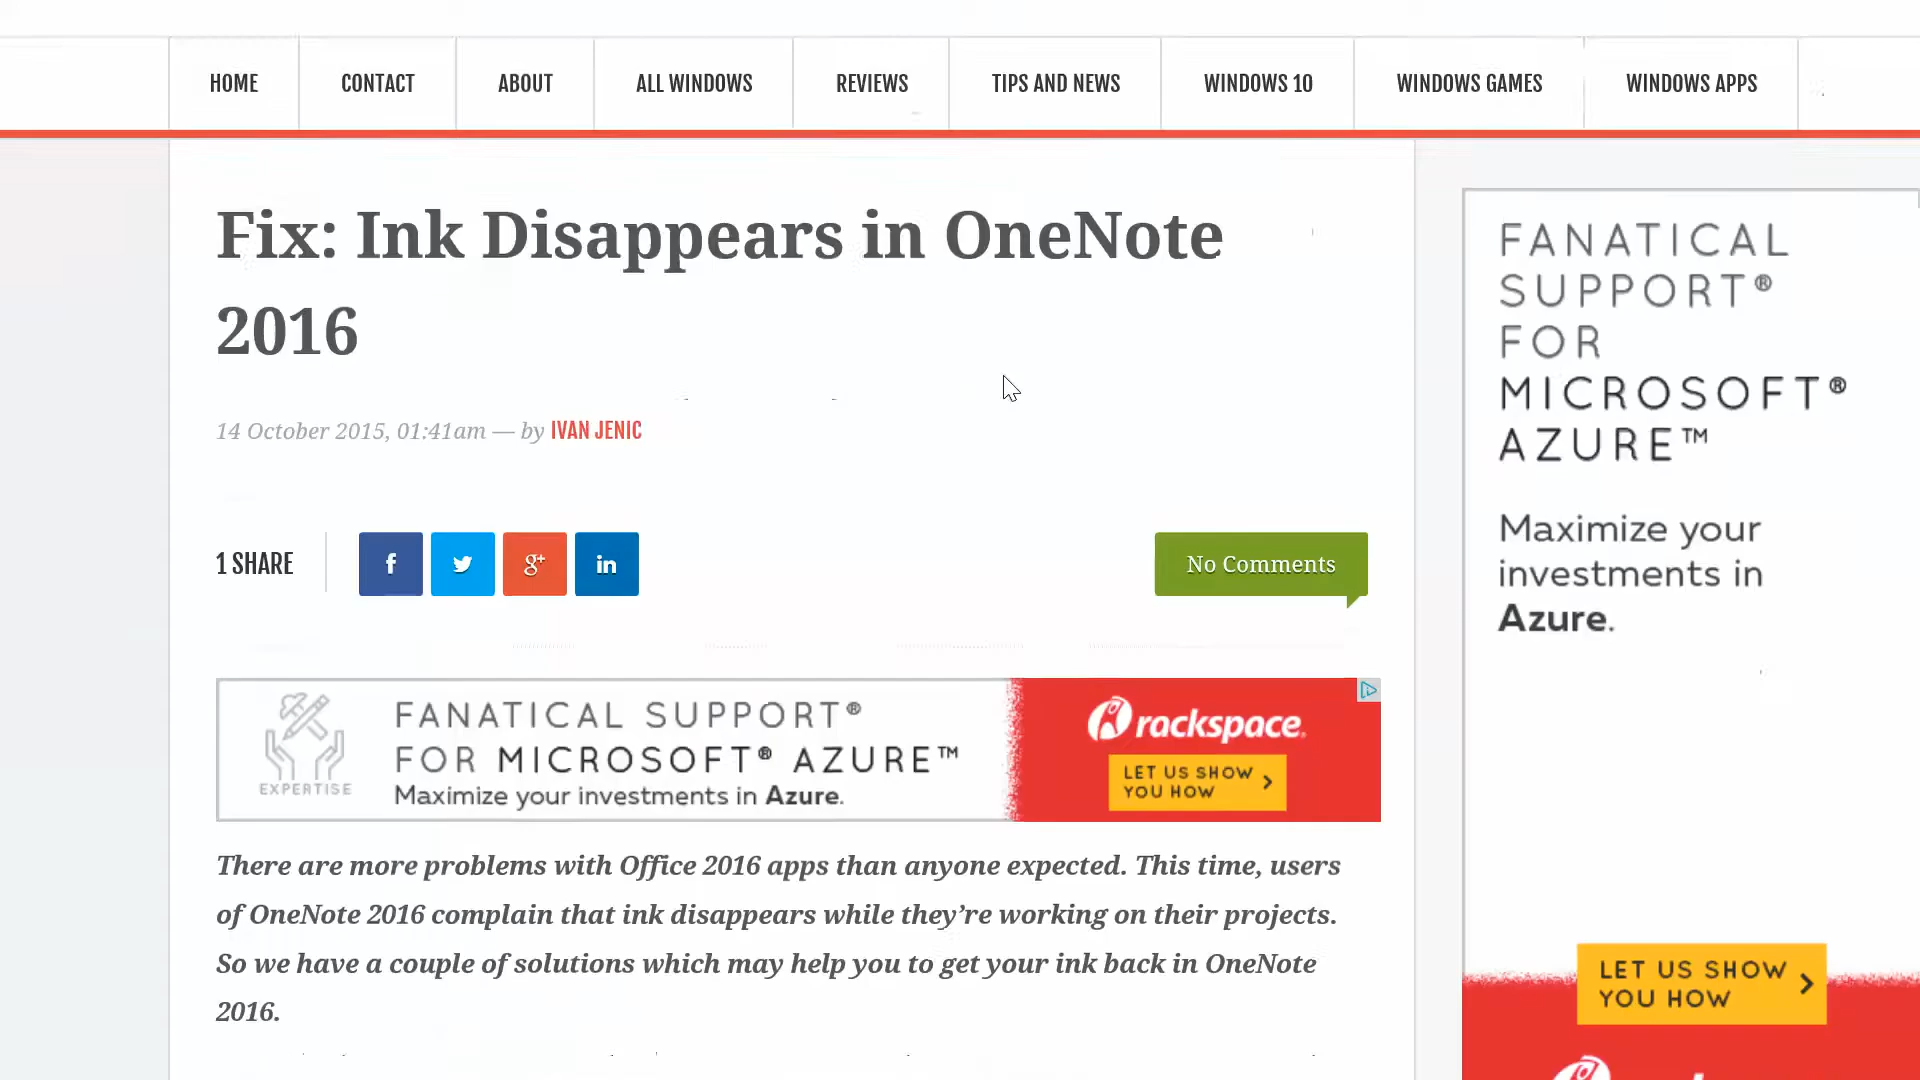 HOME CONTACT ABOUT ALL WINDOWS REVIEWS TIPS AND NEWS WINDOWS 10 WINDOWS GAMES WINDOWS APPS
Fix: Ink Disappears in OneNote
2016
14 October 2015, 01:41am — by IVAN JENIC
1 SHARE
f
g+
in
No Comments
FANATICAL SUPPORT®
FOR MICROSOFT® AZURE™
Maximize your investments in Azure.
EXPERTISE
rackspace.
LET US SHOW
YOU HOW
There are more problems with Office 2016 apps than anyone expected. This time, users
of OneNote 2016 complain that ink disappears while they’re working on their projects.
So we have a couple of solutions which may help you to get your ink back in OneNote
2016.
FANATICAL
SUPPORT®
FOR
MICROSOFT®
AZURE™
Maximize your
investments in
Azure.
LET US SHOW
YOU HOW